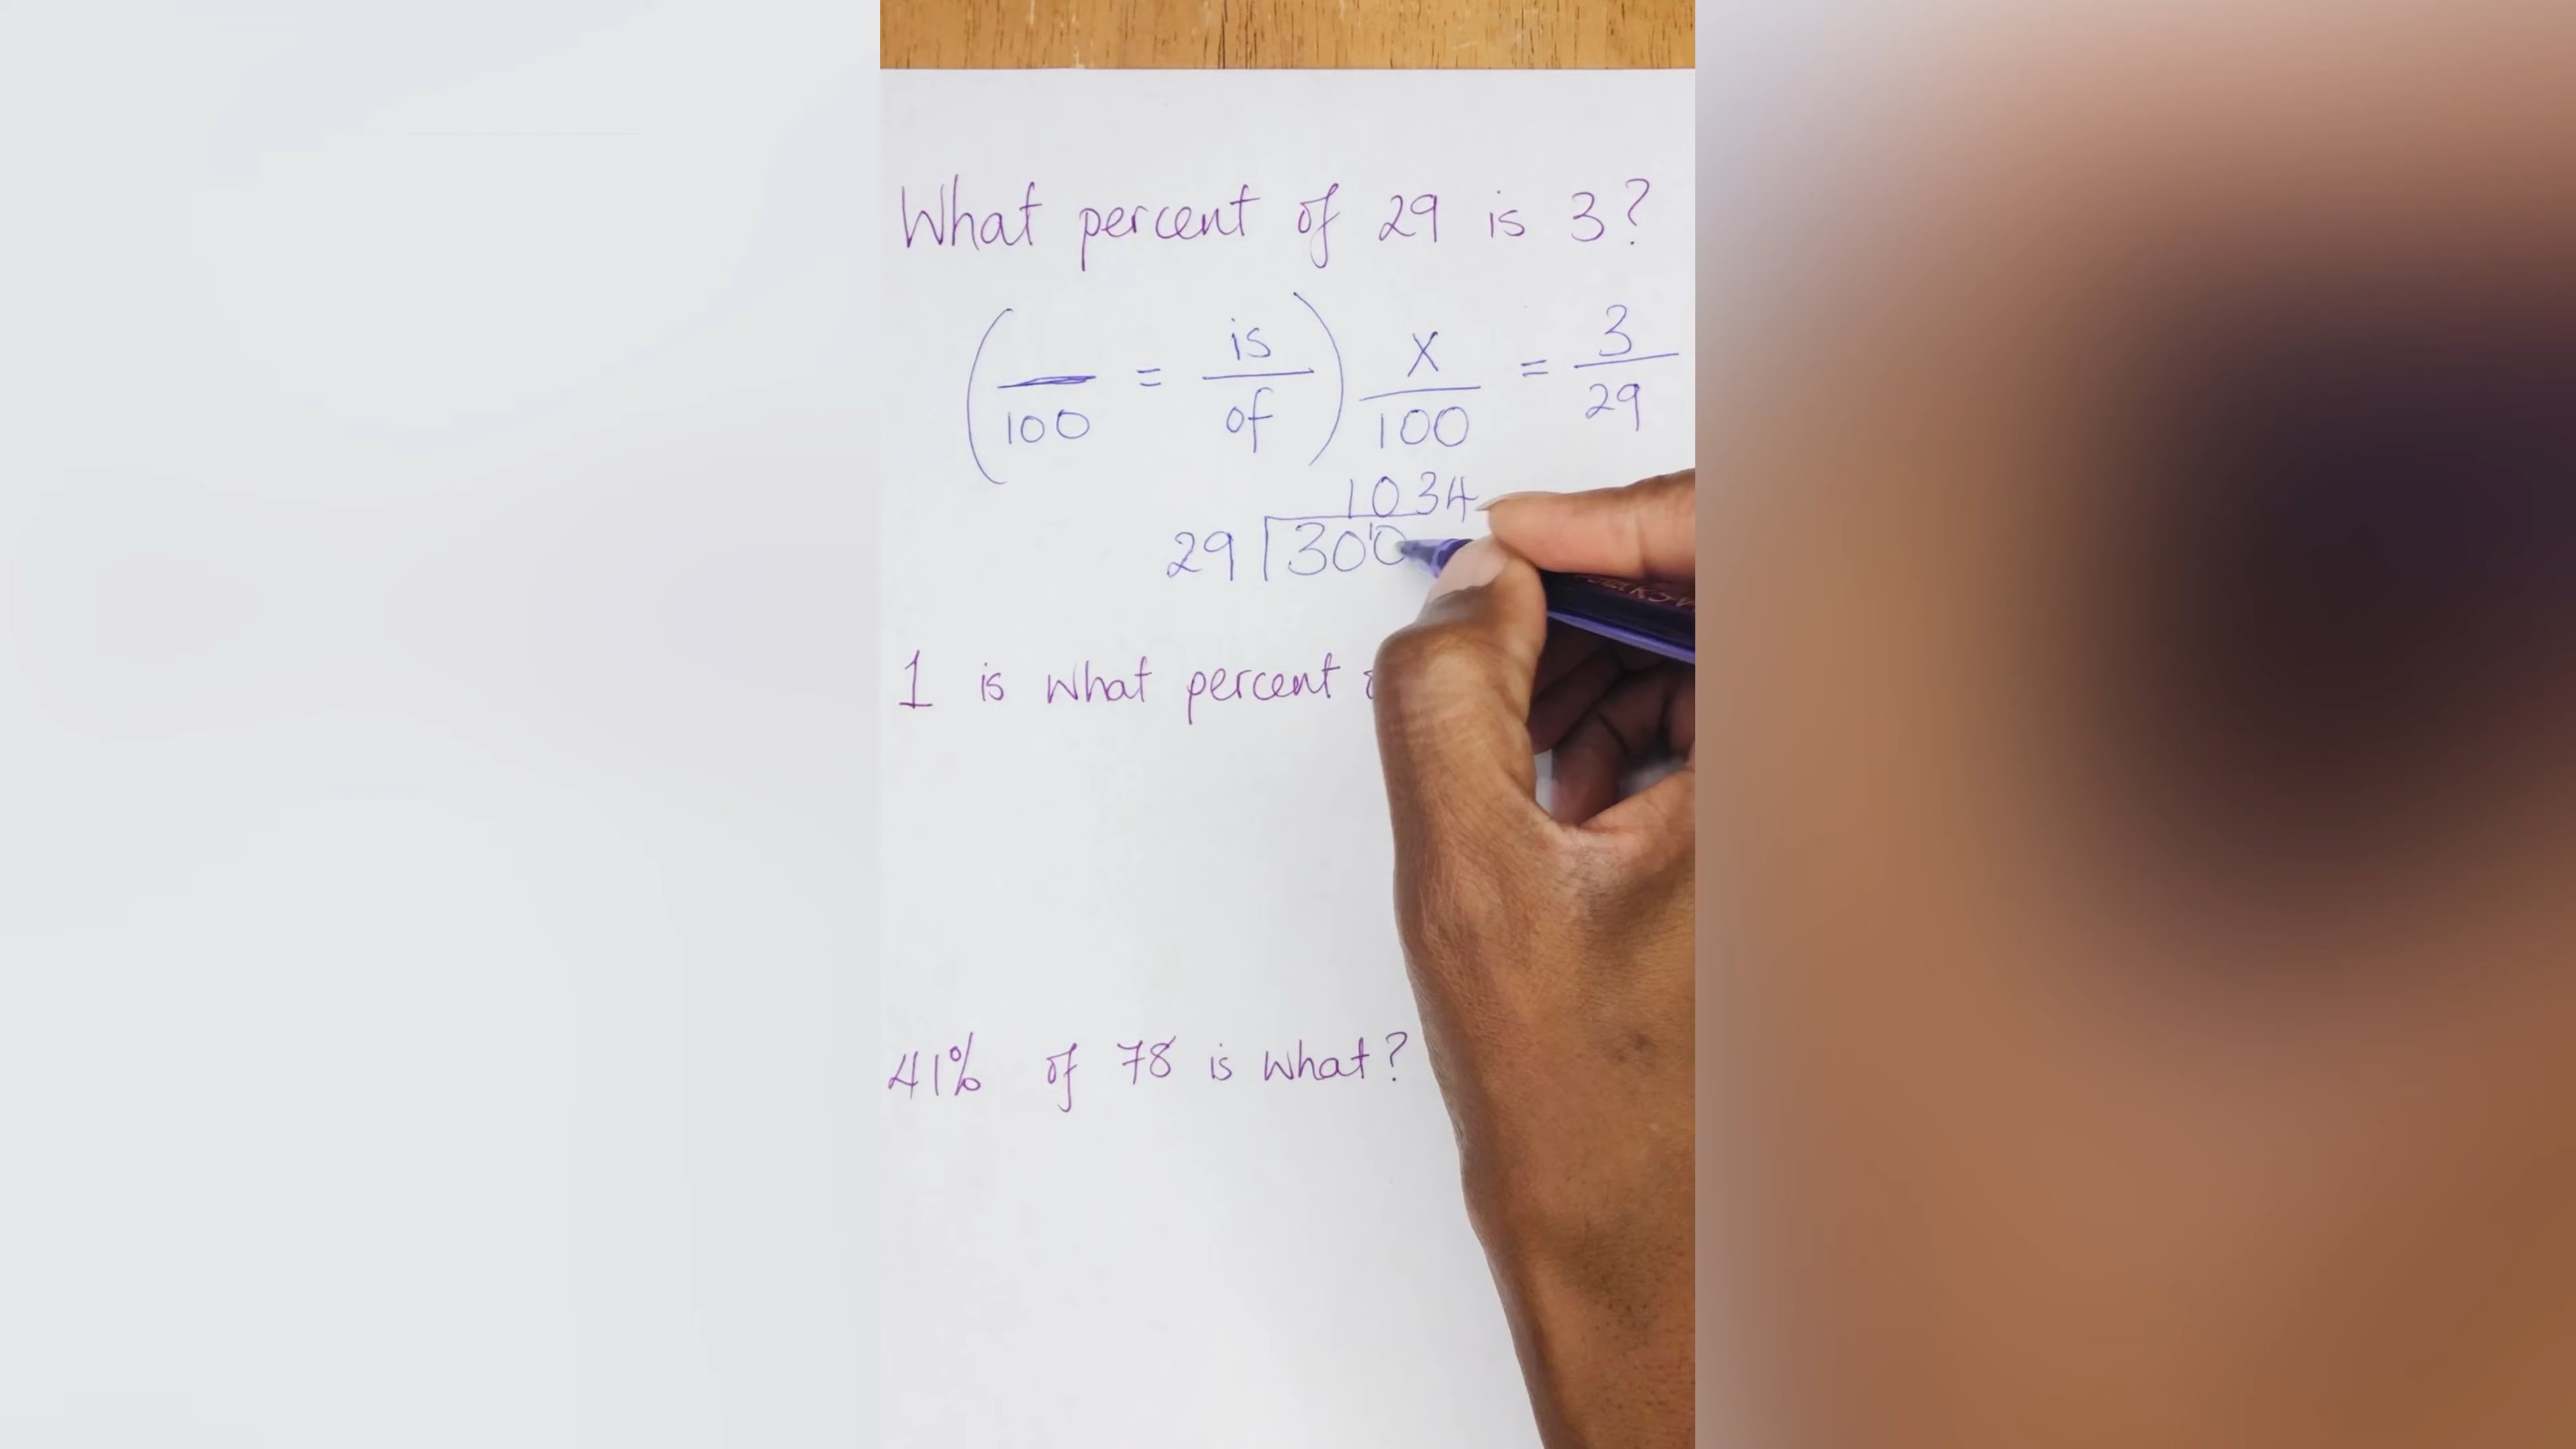 What percent of 29 is 3?
( —/100 = is/of ) X/100 = 3/29
1034
29 300
1 is what percent
41% of 78 is what?